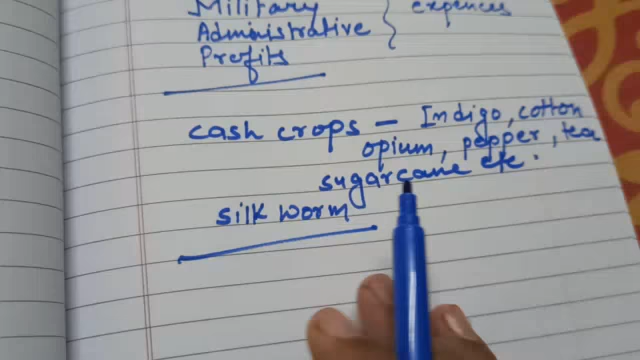 Military
Administrative } expences
Profits
cash crops - Indigo, cotton
opium, pepper, tea
sugarcane etc.
silk worm